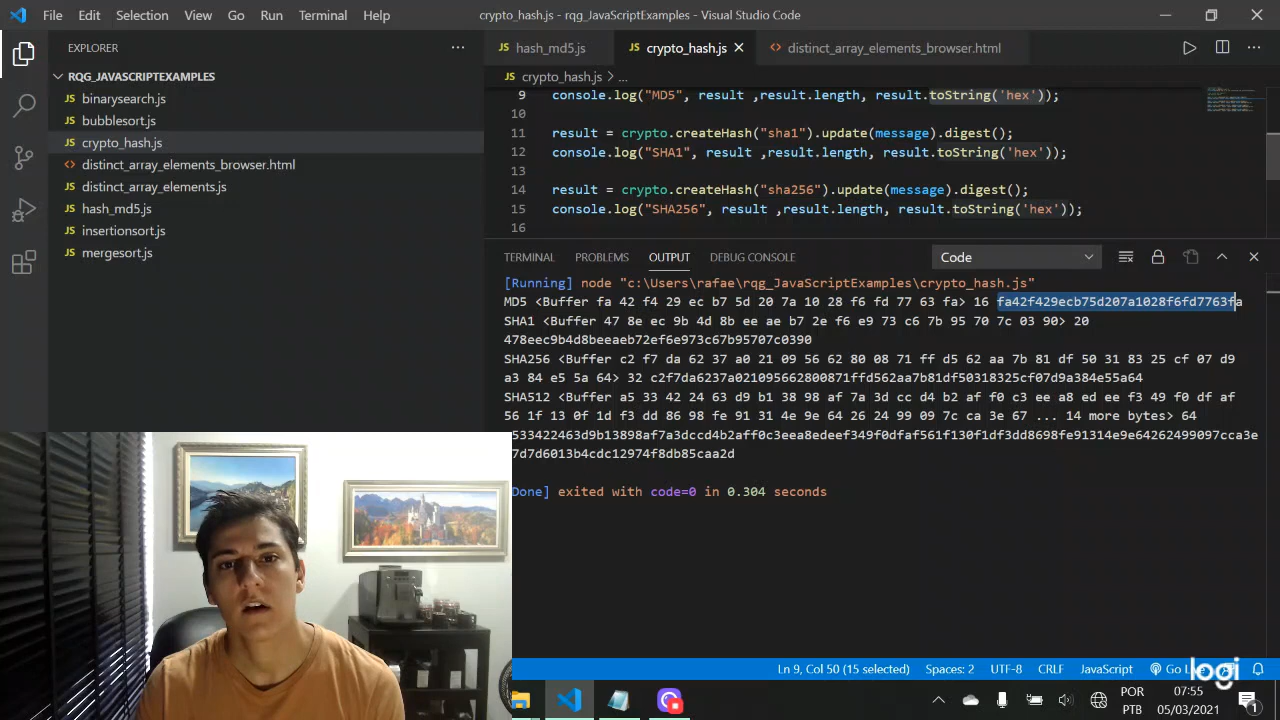 File Edit Selection View Go Run Terminal Help crypto_hash.js - rqg_JavaScriptExamples - Visual Studio Code
EXPLORER
RQG_JAVASCRIPTEXAMPLES
JS binarysearch.js
JS bubblesort.js
JS crypto_hash.js
<> distinct_array_elements_browser.html
JS distinct_array_elements.js
JS hash_md5.js
JS insertionsort.js
JS mergesort.js
JS hash_md5.js JS crypto_hash.js <> distinct_array_elements_browser.html
JS crypto_hash.js > ...
9 console.log("MD5", result ,result.length, result.toString('hex'));
10
11 result = crypto.createHash("sha1").update(message).digest();
12 console.log("SHA1", result ,result.length, result.toString('hex'));
13
14 result = crypto.createHash("sha256").update(message).digest();
15 console.log("SHA256", result ,result.length, result.toString('hex'));
16
TERMINAL PROBLEMS OUTPUT DEBUG CONSOLE Code
[Running] node "c:\Users\rafae\rqg_JavaScriptExamples\crypto_hash.js"
MD5 <Buffer fa 42 f4 29 ec b7 5d 20 7a 10 28 f6 fd 77 63 fa> 16 fa42f429ecb75d207a1028f6fd7763fa
SHA1 <Buffer 47 8e ec 9b 4d 8b ee ae b7 2e f6 e9 73 c6 7b 95 70 7c 03 90> 20
478eec9b4d8beeaeb72ef6e973c67b95707c0390
SHA256 <Buffer c2 f7 da 62 37 a0 21 09 56 62 80 08 71 ff d5 62 aa 7b 81 df 50 31 83 25 cf 07 d9
a3 84 e5 5a 64> 32 c2f7da6237a021095662800871ffd562aa7b81df50318325cf07d9a384e55a64
SHA512 <Buffer a5 33 42 24 63 d9 b1 38 98 af 7a 3d cc d4 b2 af f0 c3 ee a8 ed ee f3 49 f0 df af
56 1f 13 0f 1d f3 dd 86 98 fe 91 31 4e 9e 64 26 24 99 09 7c ca 3e 67 ... 14 more bytes> 64
533422463d9b13898af7a3dccd4b2aff0c3eea8edeef349f0dfaf561f130f1df3dd8698fe91314e9e64262499097cca3e
7d7d6013b4cdc12974f8db85caa2d
Done] exited with code=0 in 0.304 seconds
Ln 9, Col 50 (15 selected) Spaces: 2 UTF-8 CRLF JavaScript Go L
logi
POR
PTB
07:55
05/03/2021
1